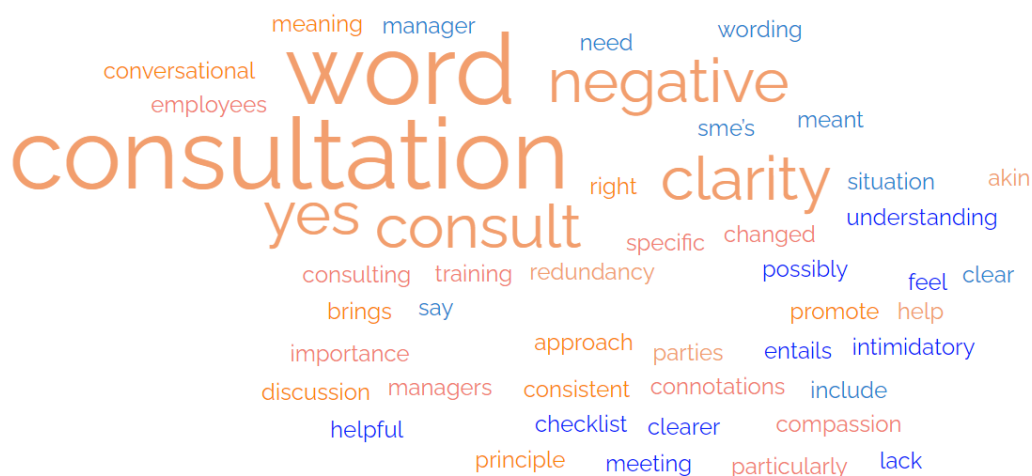 meaning manager need wording
conversational word negative
employees sme's meant
consultation right clarity situation akin
yes consult specific changed understanding
consulting training redundancy possibly feel clear
brings say promote help
importance approach parties entails intimidatory
discussion managers consistent connotations include
helpful checklist clearer compassion
principle meeting particularly lack